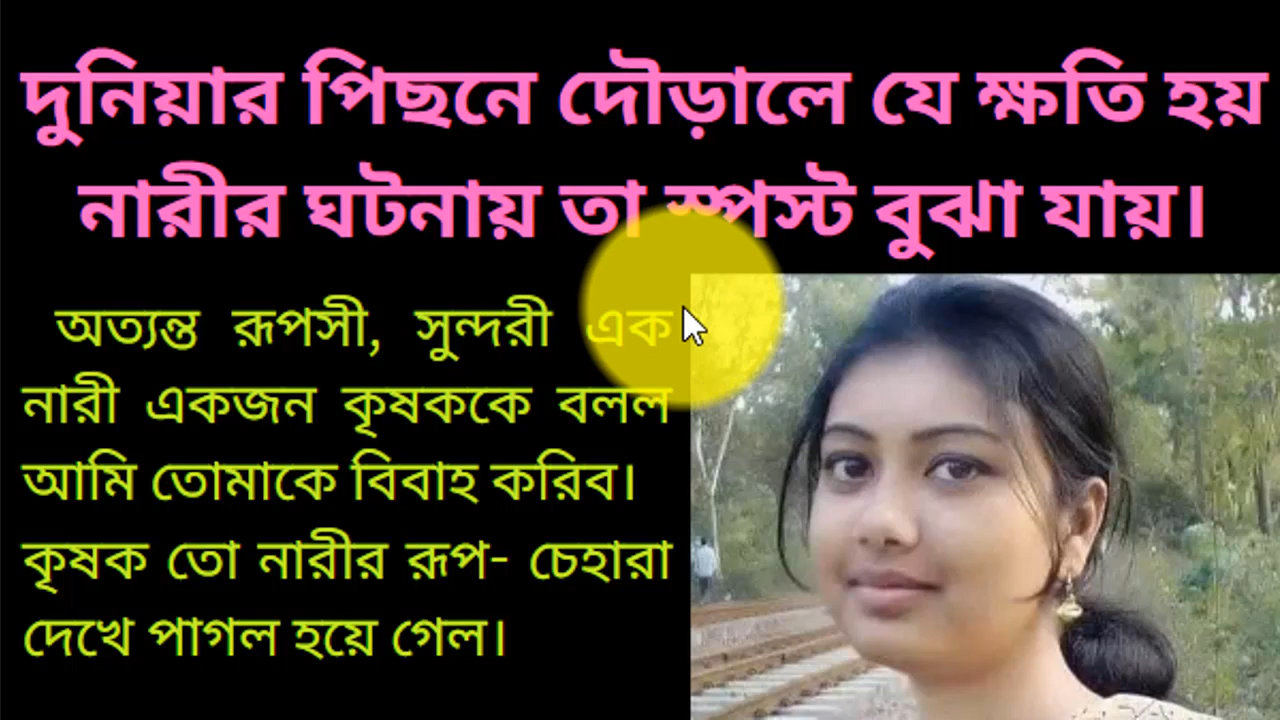 দুনিয়ার পিছনে দৌড়ালে যে ক্ষতি হয়
নারীর ঘটনায় তা স্পস্ট বুঝা যায়।
অত্যন্ত রূপসী, সুন্দরী এক
নারী একজন কৃষককে বলল
আমি তোমাকে বিবাহ করিব।
কৃষক তো নারীর রূপ- চেহারা
দেখে পাগল হয়ে গেল।